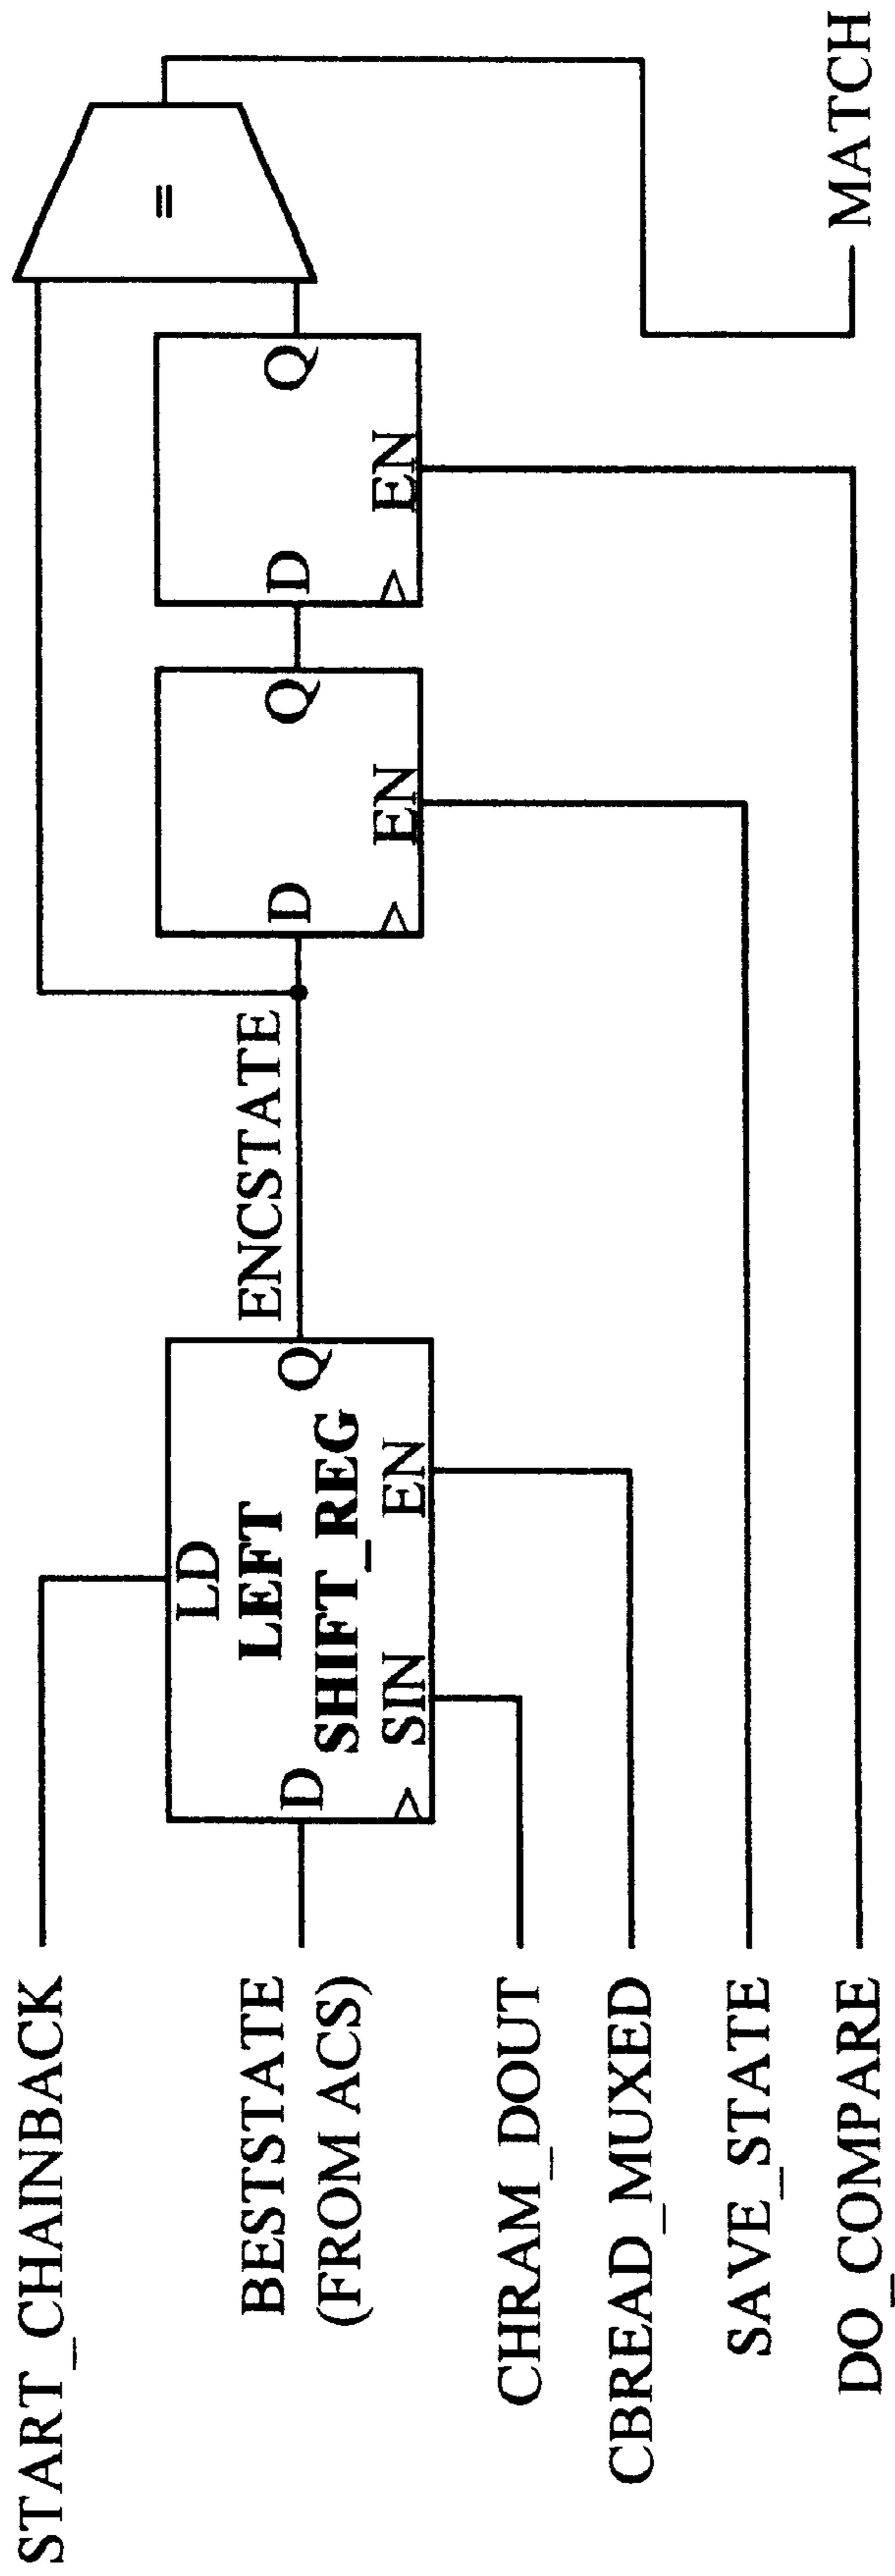 START_CHAINBACK
BESTSTATE
(FROM ACS)
CHRAM_DOUT
CBREAD_MUXED
SAVE_STATE
DO_COMPARE
LD
D
LEFT
SHIFT_REG
Q
SIN
EN
ENCSTATE
D
Q
EN
D
Q
EN
=
MATCH